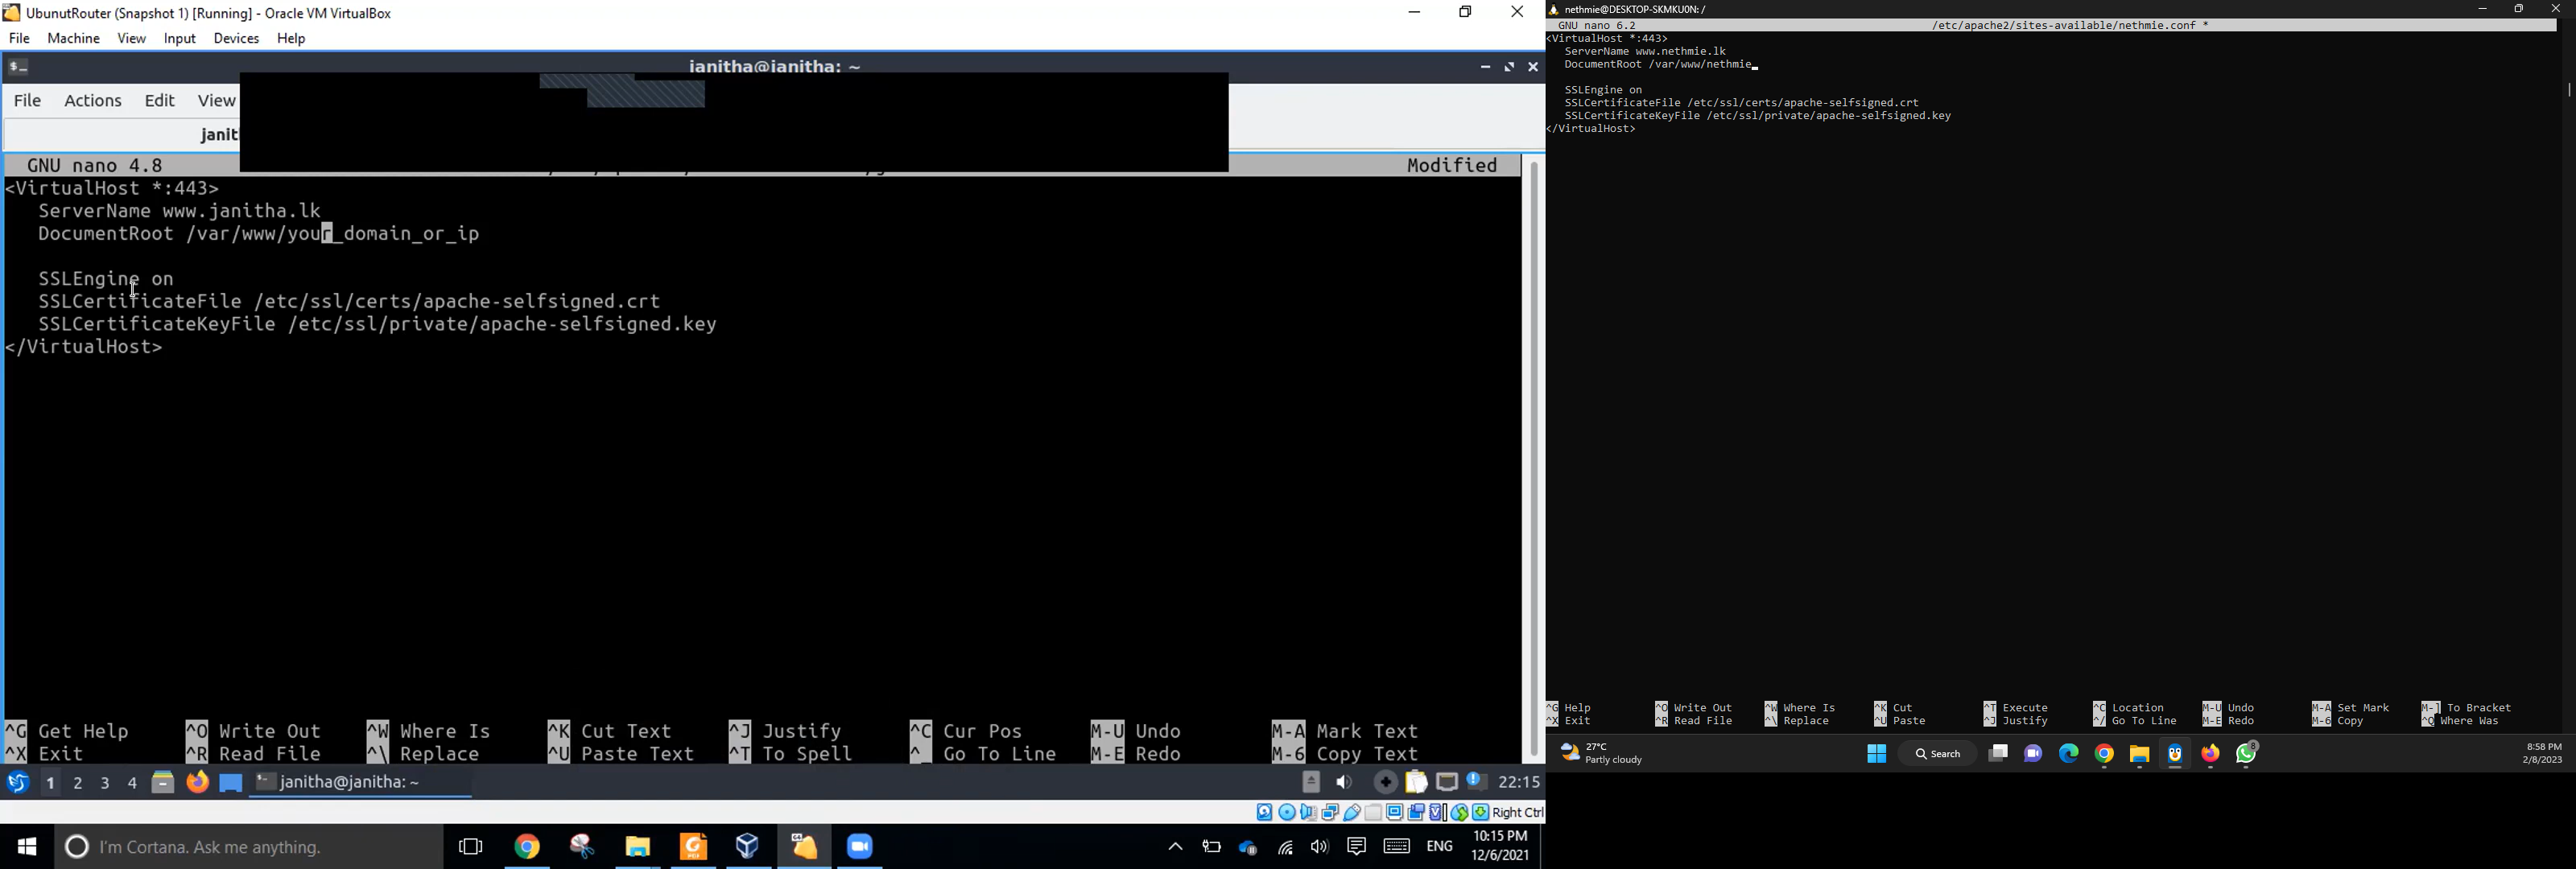 UbunutRouter (Snapshot 1) [Running] - Oracle VM VirtualBox
File Machine View Input Devices Help
janitha@janitha: ~
File Actions Edit View
janit
GNU nano 4.8 Modified
<VirtualHost *:443>
ServerName www.janitha.lk
DocumentRoot /var/www/your_domain_or_ip
SSLEngine on
SSLCertificateFile /etc/ssl/certs/apache-selfsigned.crt
SSLCertificateKeyFile /etc/ssl/private/apache-selfsigned.key
</VirtualHost>
^G Get Help ^O Write Out ^W Where Is ^K Cut Text ^J Justify ^C Cur Pos M-U Undo M-A Mark Text
^X Exit ^R Read File ^\ Replace ^U Paste Text ^T To Spell ^_ Go To Line M-E Redo M-6 Copy Text
1 2 3 4 janitha@janitha: ~ 22:15
Right Ctrl
I'm Cortana. Ask me anything. ENG
10:15 PM
12/6/2021
nethmie@DESKTOP-SKMKU0N: /
GNU nano 6.2 /etc/apache2/sites-available/nethmie.conf *
<VirtualHost *:443>
ServerName www.nethmie.lk
DocumentRoot /var/www/nethmie
SSLEngine on
SSLCertificateFile /etc/ssl/certs/apache-selfsigned.crt
SSLCertificateKeyFile /etc/ssl/private/apache-selfsigned.key
</VirtualHost>
^G Help ^O Write Out ^W Where Is ^K Cut ^T Execute ^C Location M-U Undo M-A Set Mark M-] To Bracket
^X Exit ^R Read File ^\ Replace ^U Paste ^J Justify ^/ Go To Line M-E Redo M-6 Copy ^Q Where Was
27°C
Partly cloudy
Search
8:58 PM
2/8/2023